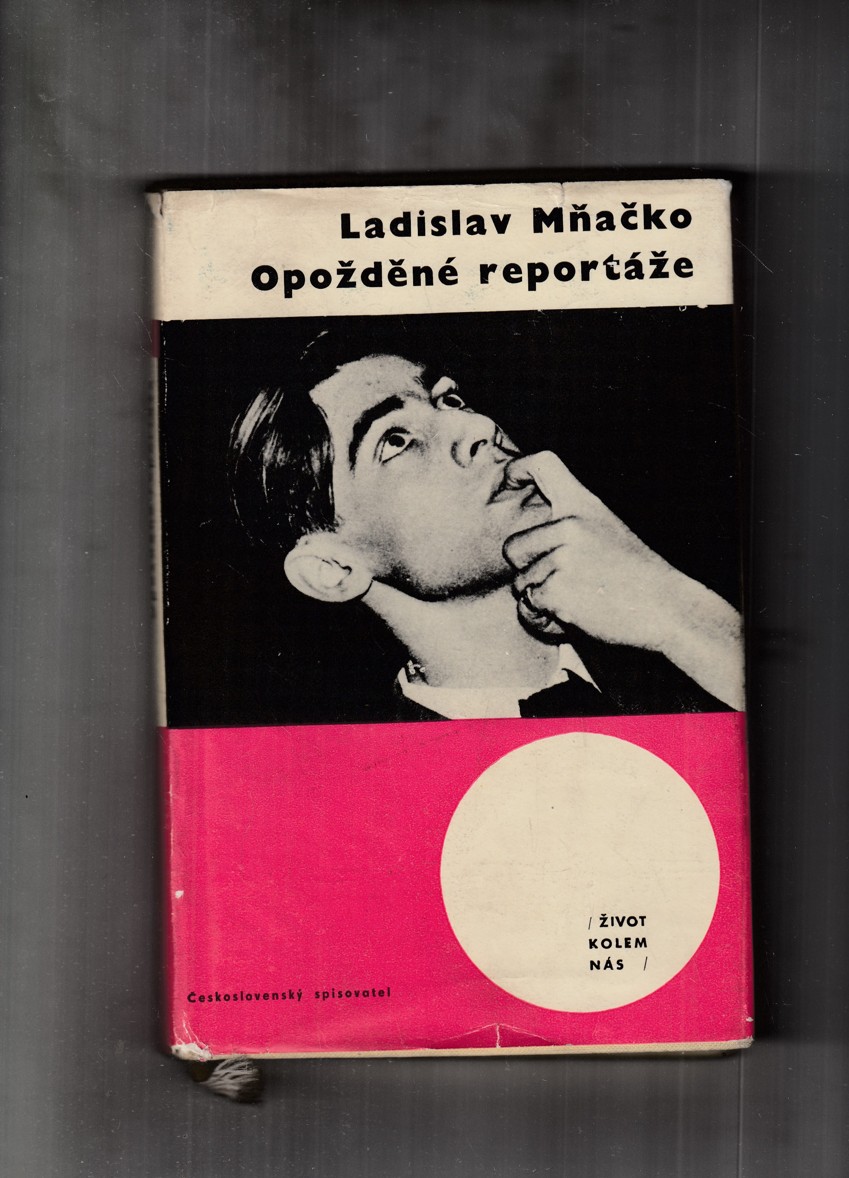 Ladislav Mňačko
Opožděné reportáže
/ ŽIVOT
KOLEM
NÁS /
Československý spisovatel